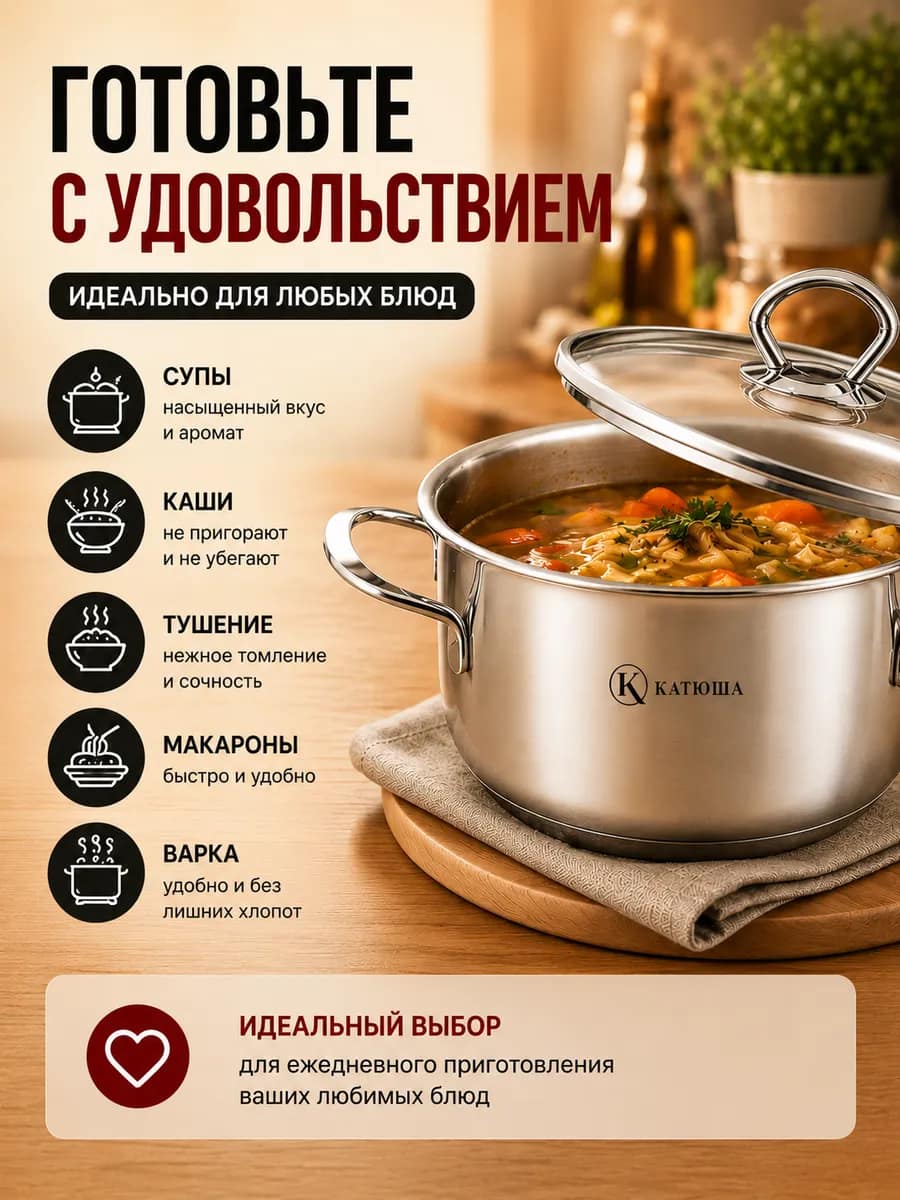 ГОТОВЬТЕ
С УДОВОЛЬСТВИЕМ
ИДЕАЛЬНО ДЛЯ ЛЮБЫХ БЛЮД
СУПЫ
насыщенный вкус
и аромат
КАШИ
не пригорают
и не убегают
ТУШЕНИЕ
нежное томление
и сочность
МАКАРОНЫ
быстро и удобно
ВАРКА
удобно и без
лишних хлопот
К КАТЮША
ИДЕАЛЬНЫЙ ВЫБОР
для ежедневного приготовления
ваших любимых блюд